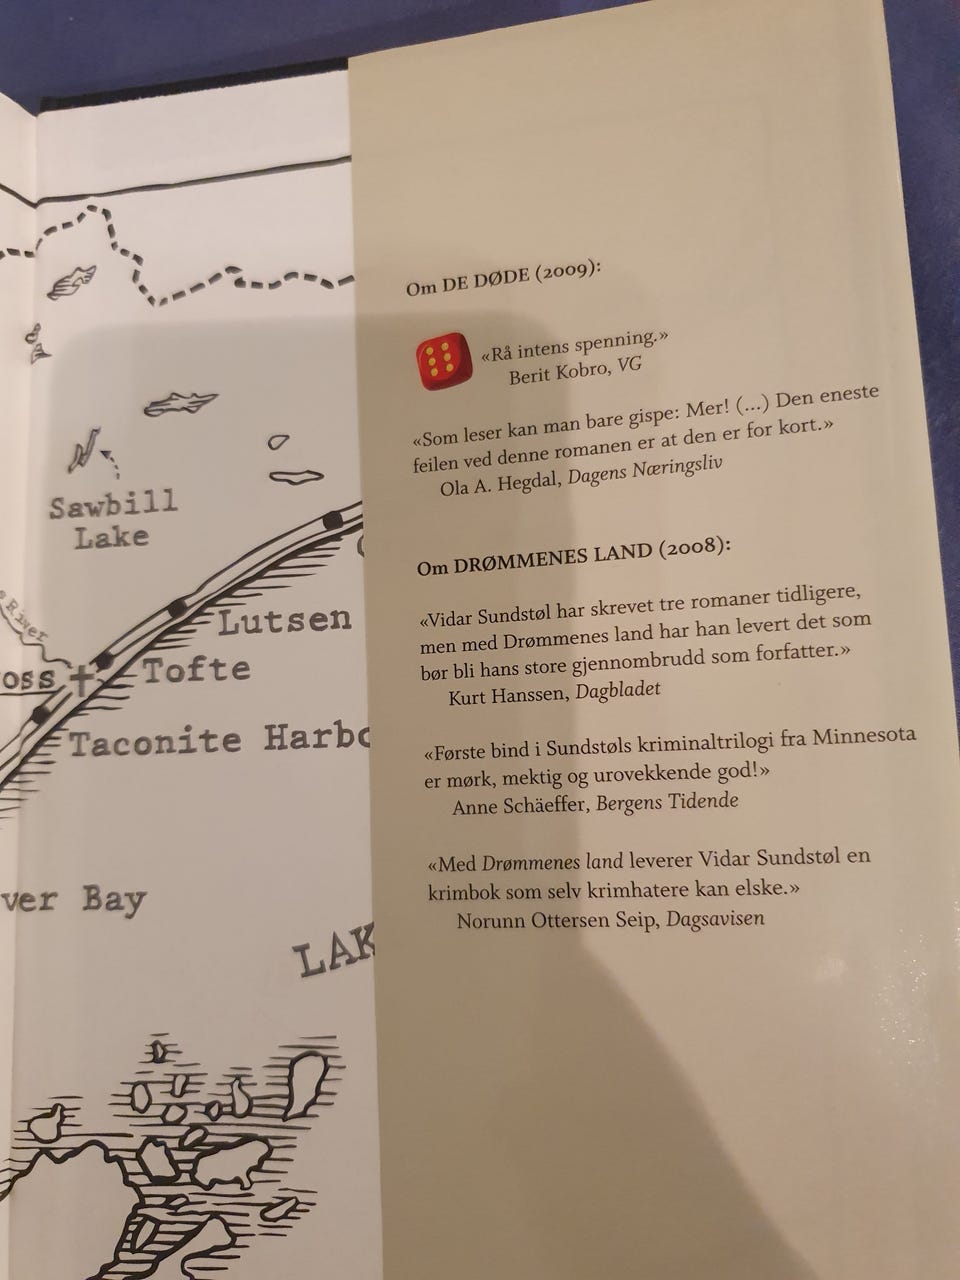 Sawbill
Lake
River
oss
Lutsen
Tofte
Taconite Harbo
ver Bay
LAK
Om DE DØDE (2009):
«Rå intens spenning.»
Berit Kobro, VG
«Som leser kan man bare gispe: Mer! (...) Den eneste
feilen ved denne romanen er at den er for kort.»
Ola A. Hegdal, Dagens Næringsliv
Om DRØMMENES LAND (2008):
«Vidar Sundstøl har skrevet tre romaner tidligere,
men med Drømmenes land har han levert det som
bør bli hans store gjennombrudd som forfatter.»
Kurt Hanssen, Dagbladet
«Første bind i Sundstøls kriminaltrilogi fra Minnesota
er mørk, mektig og urovekkende god!»
Anne Schäeffer, Bergens Tidende
«Med Drømmenes land leverer Vidar Sundstøl en
krimbok som selv krimhatere kan elske.»
Norunn Ottersen Seip, Dagsavisen